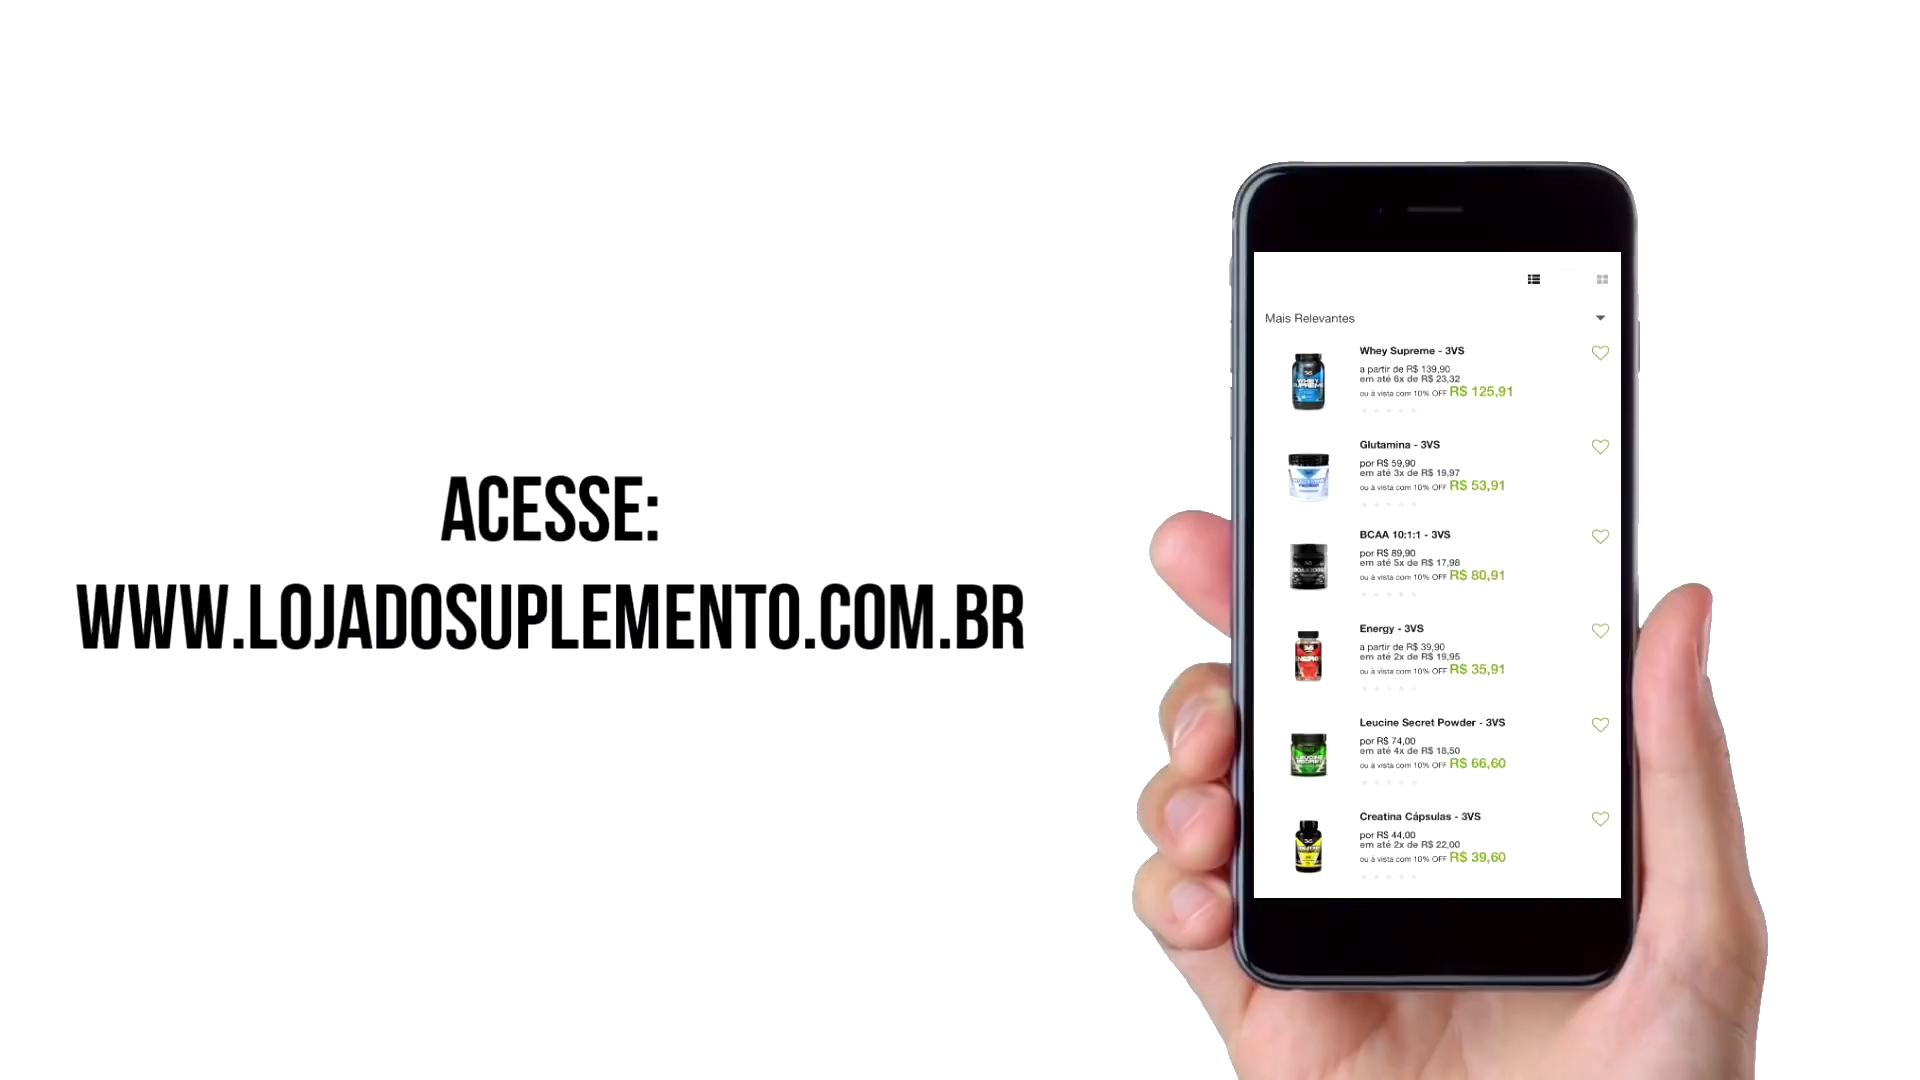 ACESSE:
WWW.LOJADOSUPLEMENTO.COM.BR
Mais Relevantes
Whey Supreme - 3VS
a partir de R$ 139,90
em até 6x de R$ 23,32
ou à vista com 10% OFF R$ 125,91
Glutamina - 3VS
por R$ 59,90
em até 3x de R$ 19,97
ou à vista com 10% OFF R$ 53,91
BCAA 10:1:1 - 3VS
por R$ 89,90
em até 5x de R$ 17,98
ou à vista com 10% OFF R$ 80,91
Energy - 3VS
a partir de R$ 39,90
em até 2x de R$ 19,95
ou à vista com 10% OFF R$ 35,91
Leucine Secret Powder - 3VS
por R$ 74,00
em até 4x de R$ 18,50
ou à vista com 10% OFF R$ 66,60
Creatina Cápsulas - 3VS
por R$ 44,00
em até 2x de R$ 22,00
ou à vista com 10% OFF R$ 39,60